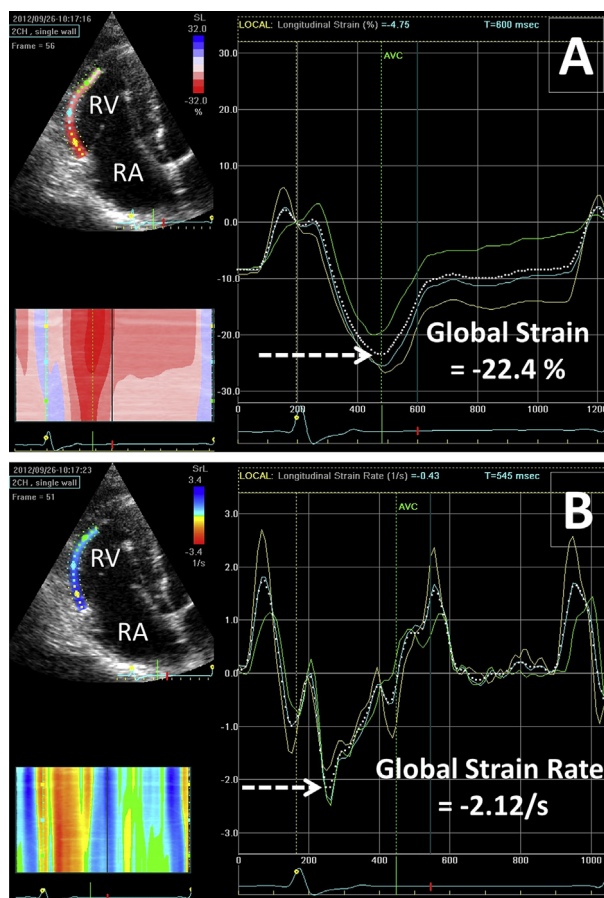 2012/09/26-10:17:16
2CH , single wall
Frame = 56
SL
32.0
-32.0
%
RV
RA
LOCAL: Longitudinal Strain (%) =-4.75 T=600 msec
A
AVC
30.0
20.0
10.0
0.0
-10.0
-20.0
-30.0
Global Strain
= -22.4 %
0 200 400 600 800 1000 1200
2012/09/26-10:17:23
2CH, single wall
Frame = 51
SrL
3.4
-3.4
1/s
RV
RA
LOCAL: Longitudinal Strain Rate (1/s) =-0.43 T=545 msec
B
AVC
3.0
2.0
1.0
0.0
-1.0
-2.0
-3.0
Global Strain Rate
= -2.12/s
0 200 400 600 800 1000